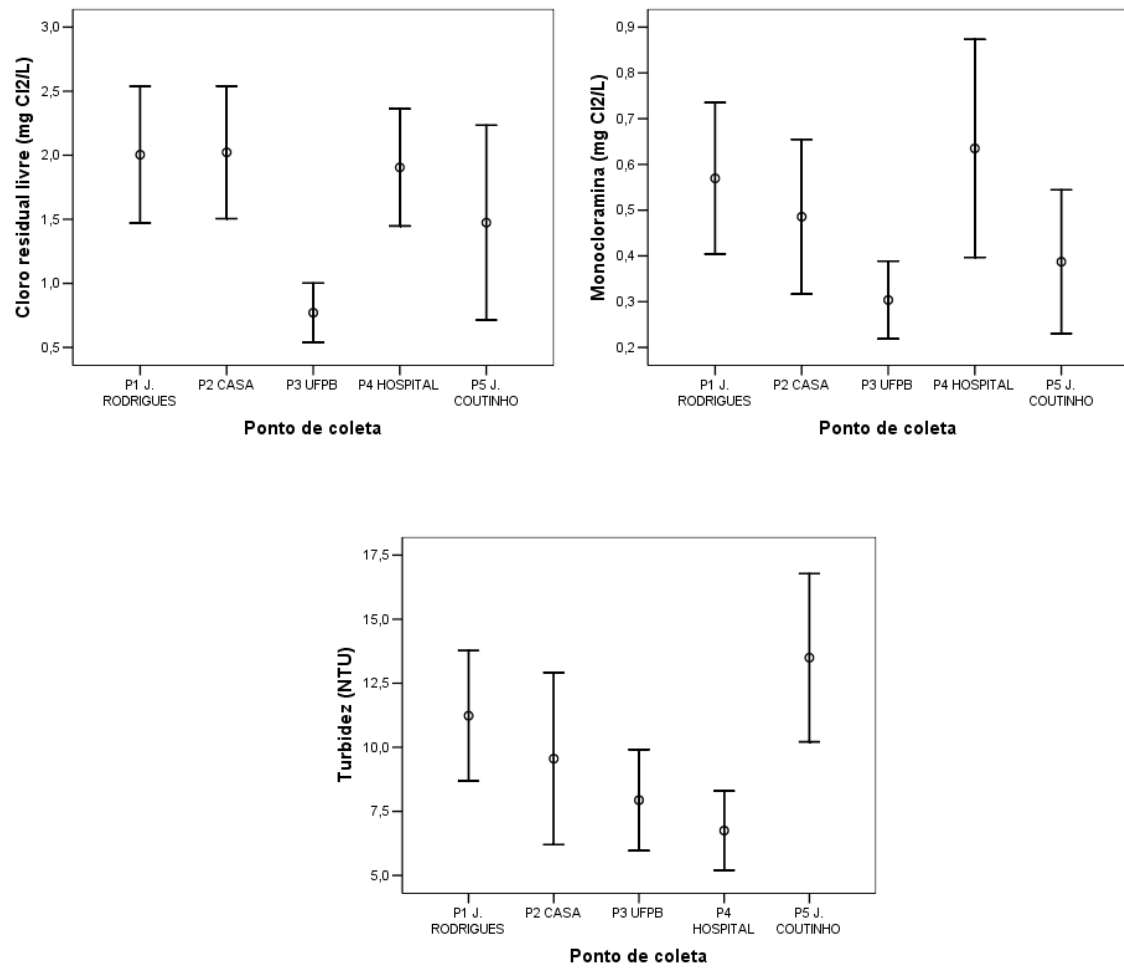 Cloro residual livre (mg Cl2/L)
3,0
2,5
2,0
1,5
1,0
0,5
P1 J. RODRIGUES
P2 CASA
P3 UFPB
P4 HOSPITAL
P5 J. COUTINHO
Ponto de coleta
Monocloramina (mg Cl2/L)
0,9
0,8
0,7
0,6
0,5
0,4
0,3
0,2
P1 J. RODRIGUES
P2 CASA
P3 UFPB
P4 HOSPITAL
P5 J. COUTINHO
Ponto de coleta
Turbidez (NTU)
17,5
15,0
12,5
10,0
7,5
5,0
P1 J. RODRIGUES
P2 CASA
P3 UFPB
P4 HOSPITAL
P5 J. COUTINHO
Ponto de coleta